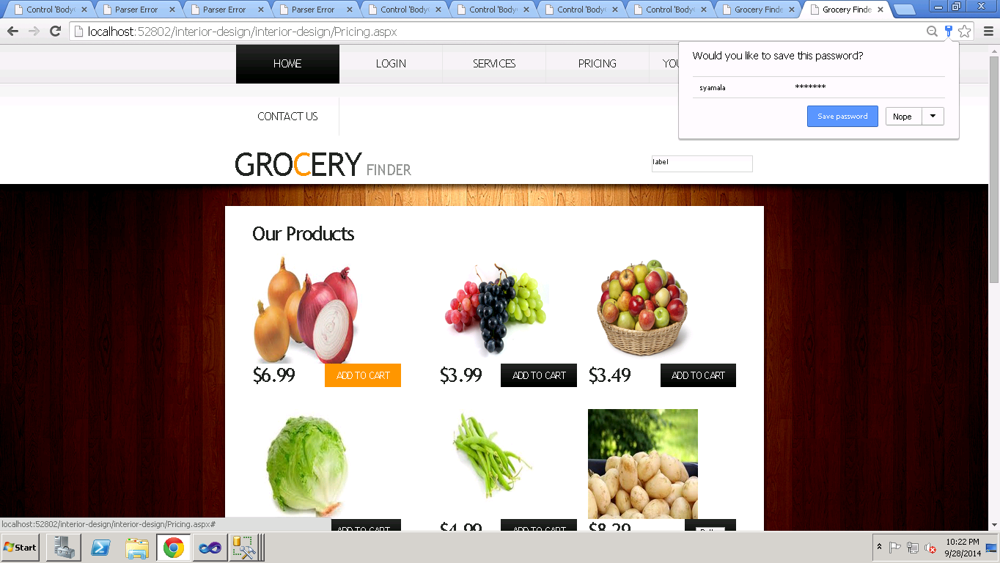 Control 'Body
Parser Error
Parser Error
Parser Error
Control 'Body
Control 'Body
Control 'Body
Control 'Body
Grocery Finde
Grocery Finde
localhost:52802/interior-design/interior-design/Pricing.aspx
Would you like to save this password?
syamala *******
Save password Nope
HOME LOGIN SERVICES PRICING YOU
CONTACT US
GROCERY FINDER
label
Our Products
$6.99 ADD TO CART $3.99 ADD TO CART $3.49 ADD TO CART
ADD TO CART $4.99 ADD TO CART $8.29
localhost:52802/interior-design/interior-design/Pricing.aspx#
Start
10:22 PM
9/28/2014